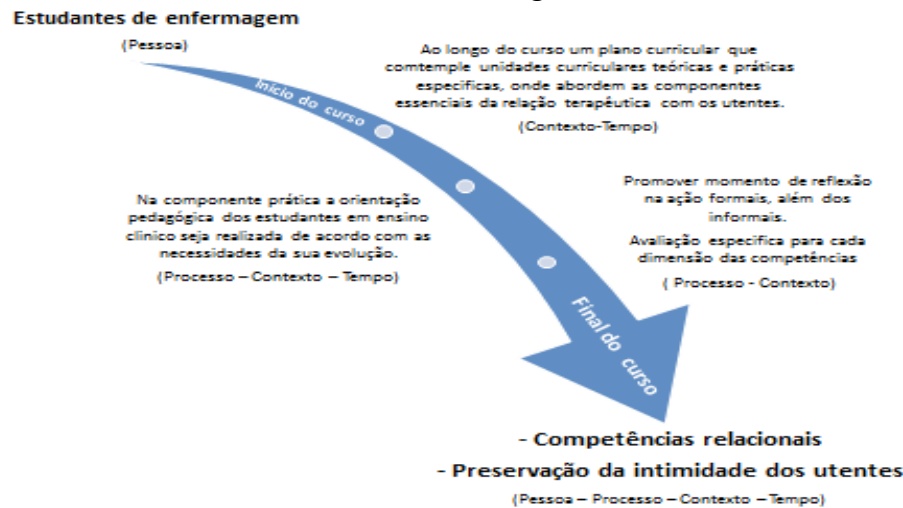 Estudantes de enfermagem
(Pessoa)
Início do curso
Ao longo do curso um plano curricular que
comtemple unidades curriculares teóricas e práticas
especificas, onde abordem as componentes
essenciais da relação terapêutica com os utentes.
(Contexto-Tempo)
Na componente prática a orientação
pedagógica dos estudantes em ensino
clinico seja realizada de acordo com as
necessidades da sua evolução.
(Processo – Contexto – Tempo)
Promover momento de reflexão
na ação formais, além dos
informais.
Avaliação especifica para cada
dimensão das competências
( Processo - Contexto)
Final do curso
- Competências relacionais
- Preservação da intimidade dos utentes
(Pessoa – Processo – Contexto – Tempo)